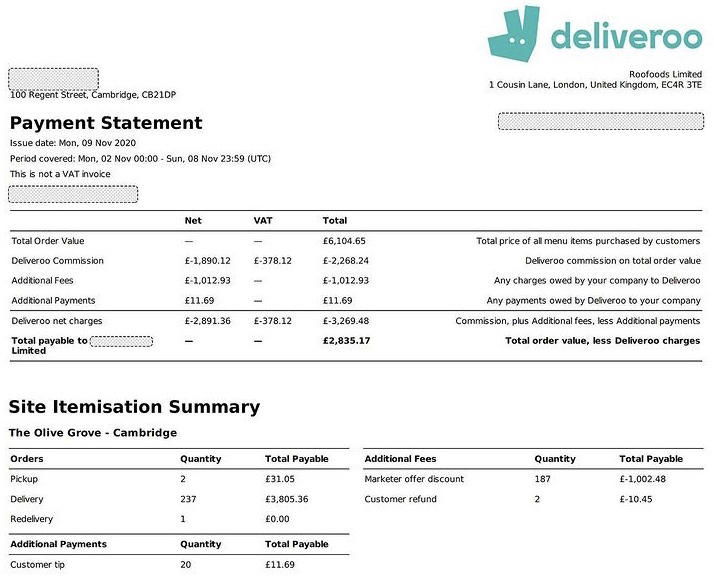 deliveroo
Roofoods Limited
1 Cousin Lane, London, United Kingdom, EC4R 3TE
100 Regent Street, Cambridge, CB21DP
Payment Statement
Issue date: Mon, 09 Nov 2020
Period covered: Mon, 02 Nov 00:00 - Sun, 08 Nov 23:59 (UTC)
This is not a VAT invoice
Net VAT Total
Total Order Value — — £6,104.65 Total price of all menu items purchased by customers
Deliveroo Commission £-1,890.12 £-378.12 £-2,268.24 Deliveroo commission on total order value
Additional Fees £-1,012.93 — £-1,012.93 Any charges owed by your company to Deliveroo
Additional Payments £11.69 — £11.69 Any payments owed by Deliveroo to your company
Deliveroo net charges £-2,891.36 £-378.12 £-3,269.48 Commission, plus Additional fees, less Additional payments
Total payable to — — £2,835.17 Total order value, less Deliveroo charges
Limited
Site Itemisation Summary
The Olive Grove - Cambridge
Orders Quantity Total Payable Additional Fees Quantity Total Payable
Pickup 2 £31.05 Marketer offer discount 187 £-1,002.48
Delivery 237 £3,805.36 Customer refund 2 £-10.45
Redelivery 1 £0.00
Additional Payments Quantity Total Payable
Customer tip 20 £11.69